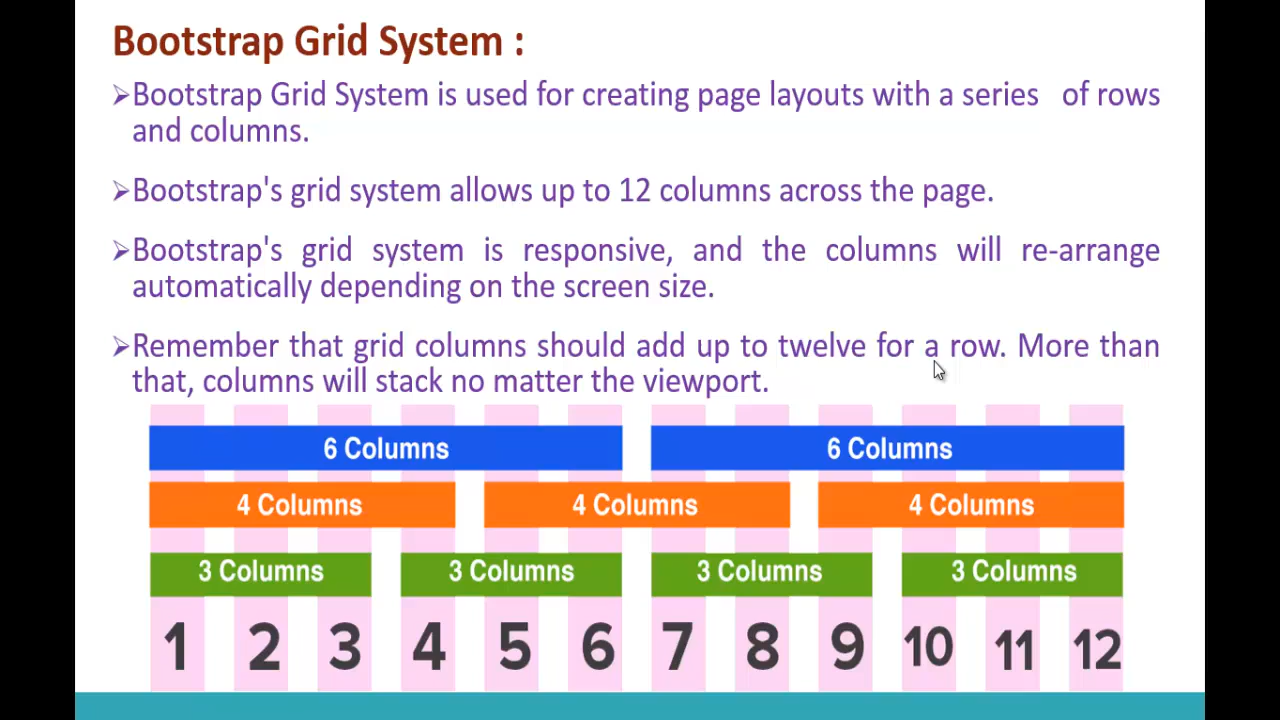 Bootstrap Grid System :
➢Bootstrap Grid System is used for creating page layouts with a series of rows
and columns.
➢Bootstrap's grid system allows up to 12 columns across the page.
➢Bootstrap's grid system is responsive, and the columns will re-arrange
automatically depending on the screen size.
➢Remember that grid columns should add up to twelve for a row. More than
that, columns will stack no matter the viewport.
6 Columns 6 Columns
4 Columns 4 Columns 4 Columns
3 Columns 3 Columns 3 Columns 3 Columns
1 2 3 4 5 6 7 8 9 10 11 12